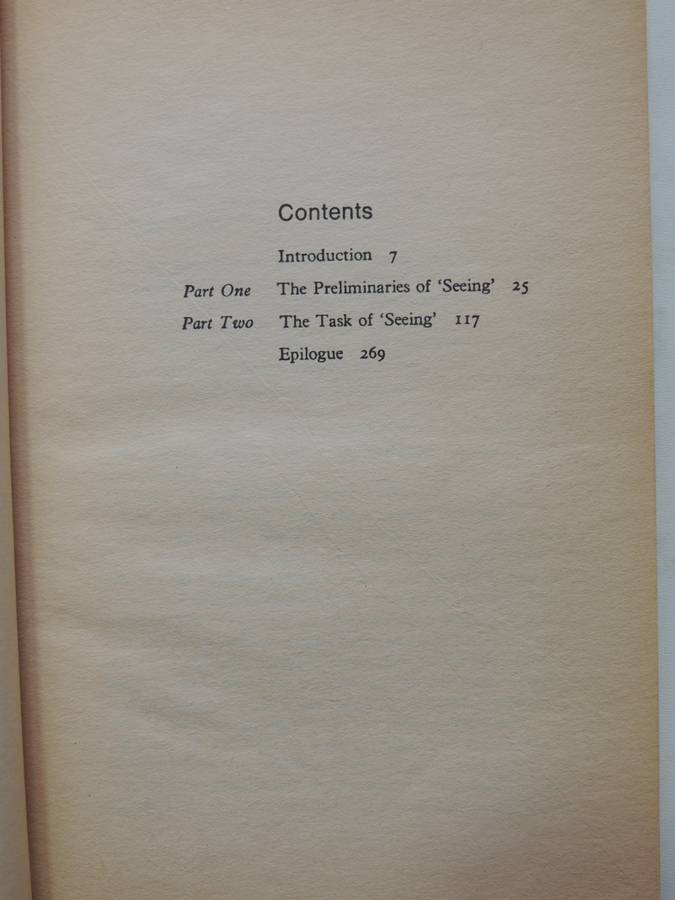 Contents
Introduction 7
Part One The Preliminaries of ‘Seeing’ 25
Part Two The Task of ‘Seeing’ 117
Epilogue 269